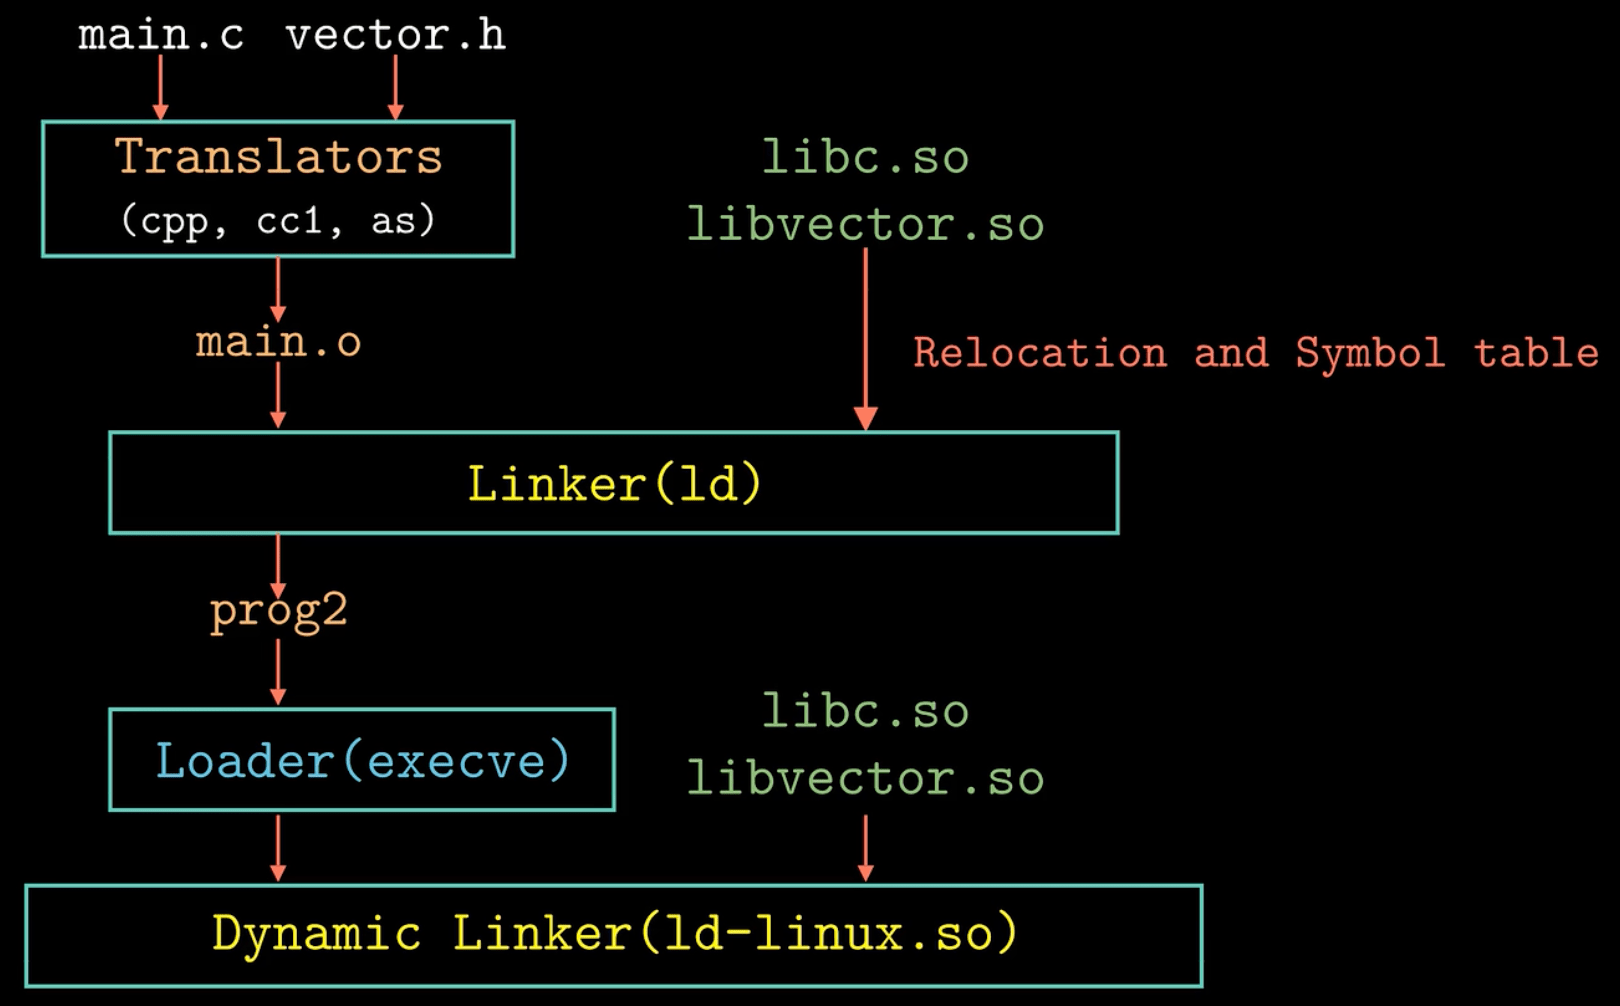 main.c vector.h
Translators
(cpp, cc1, as)
libc.so
libvector.so
main.o
Relocation and Symbol table
Linker(ld)
prog2
Loader(execve)
libc.so
libvector.so
Dynamic Linker(ld-linux.so)